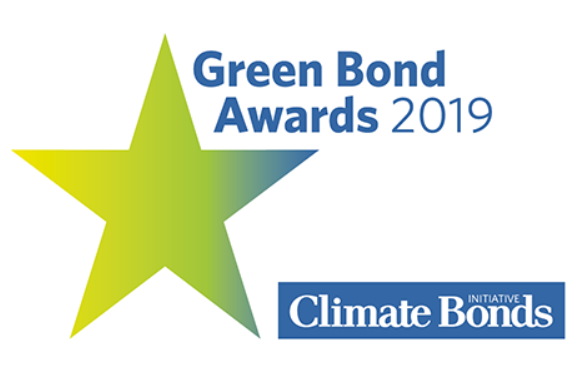 Green Bond
Awards 2019
INITIATIVE
Climate Bonds